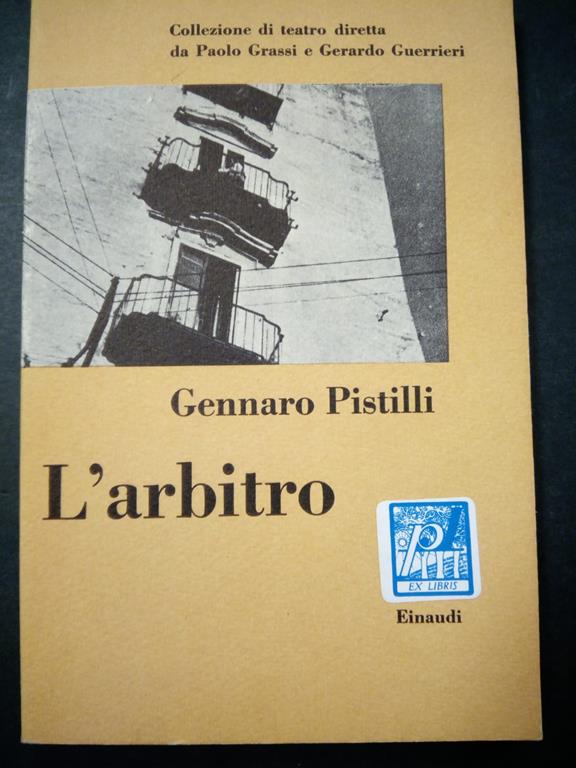 Collezione di teatro diretta
da Paolo Grassi e Gerardo Guerrieri
Gennaro Pistilli
L'arbitro
EX LIBRIS
Einaudi